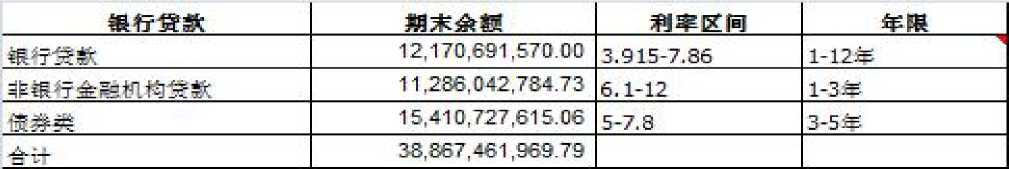 银行贷款 期末余额 利率区间 年限
银行贷款 12,170,691,570.00 3.915-7.86 1-12年
非银行金融机构贷款 11,286,042,784.73 6.1-12 1-3年
债券类 15,410,727,615.06 5-7.8 3-5年
合计 38,867,461,969.79